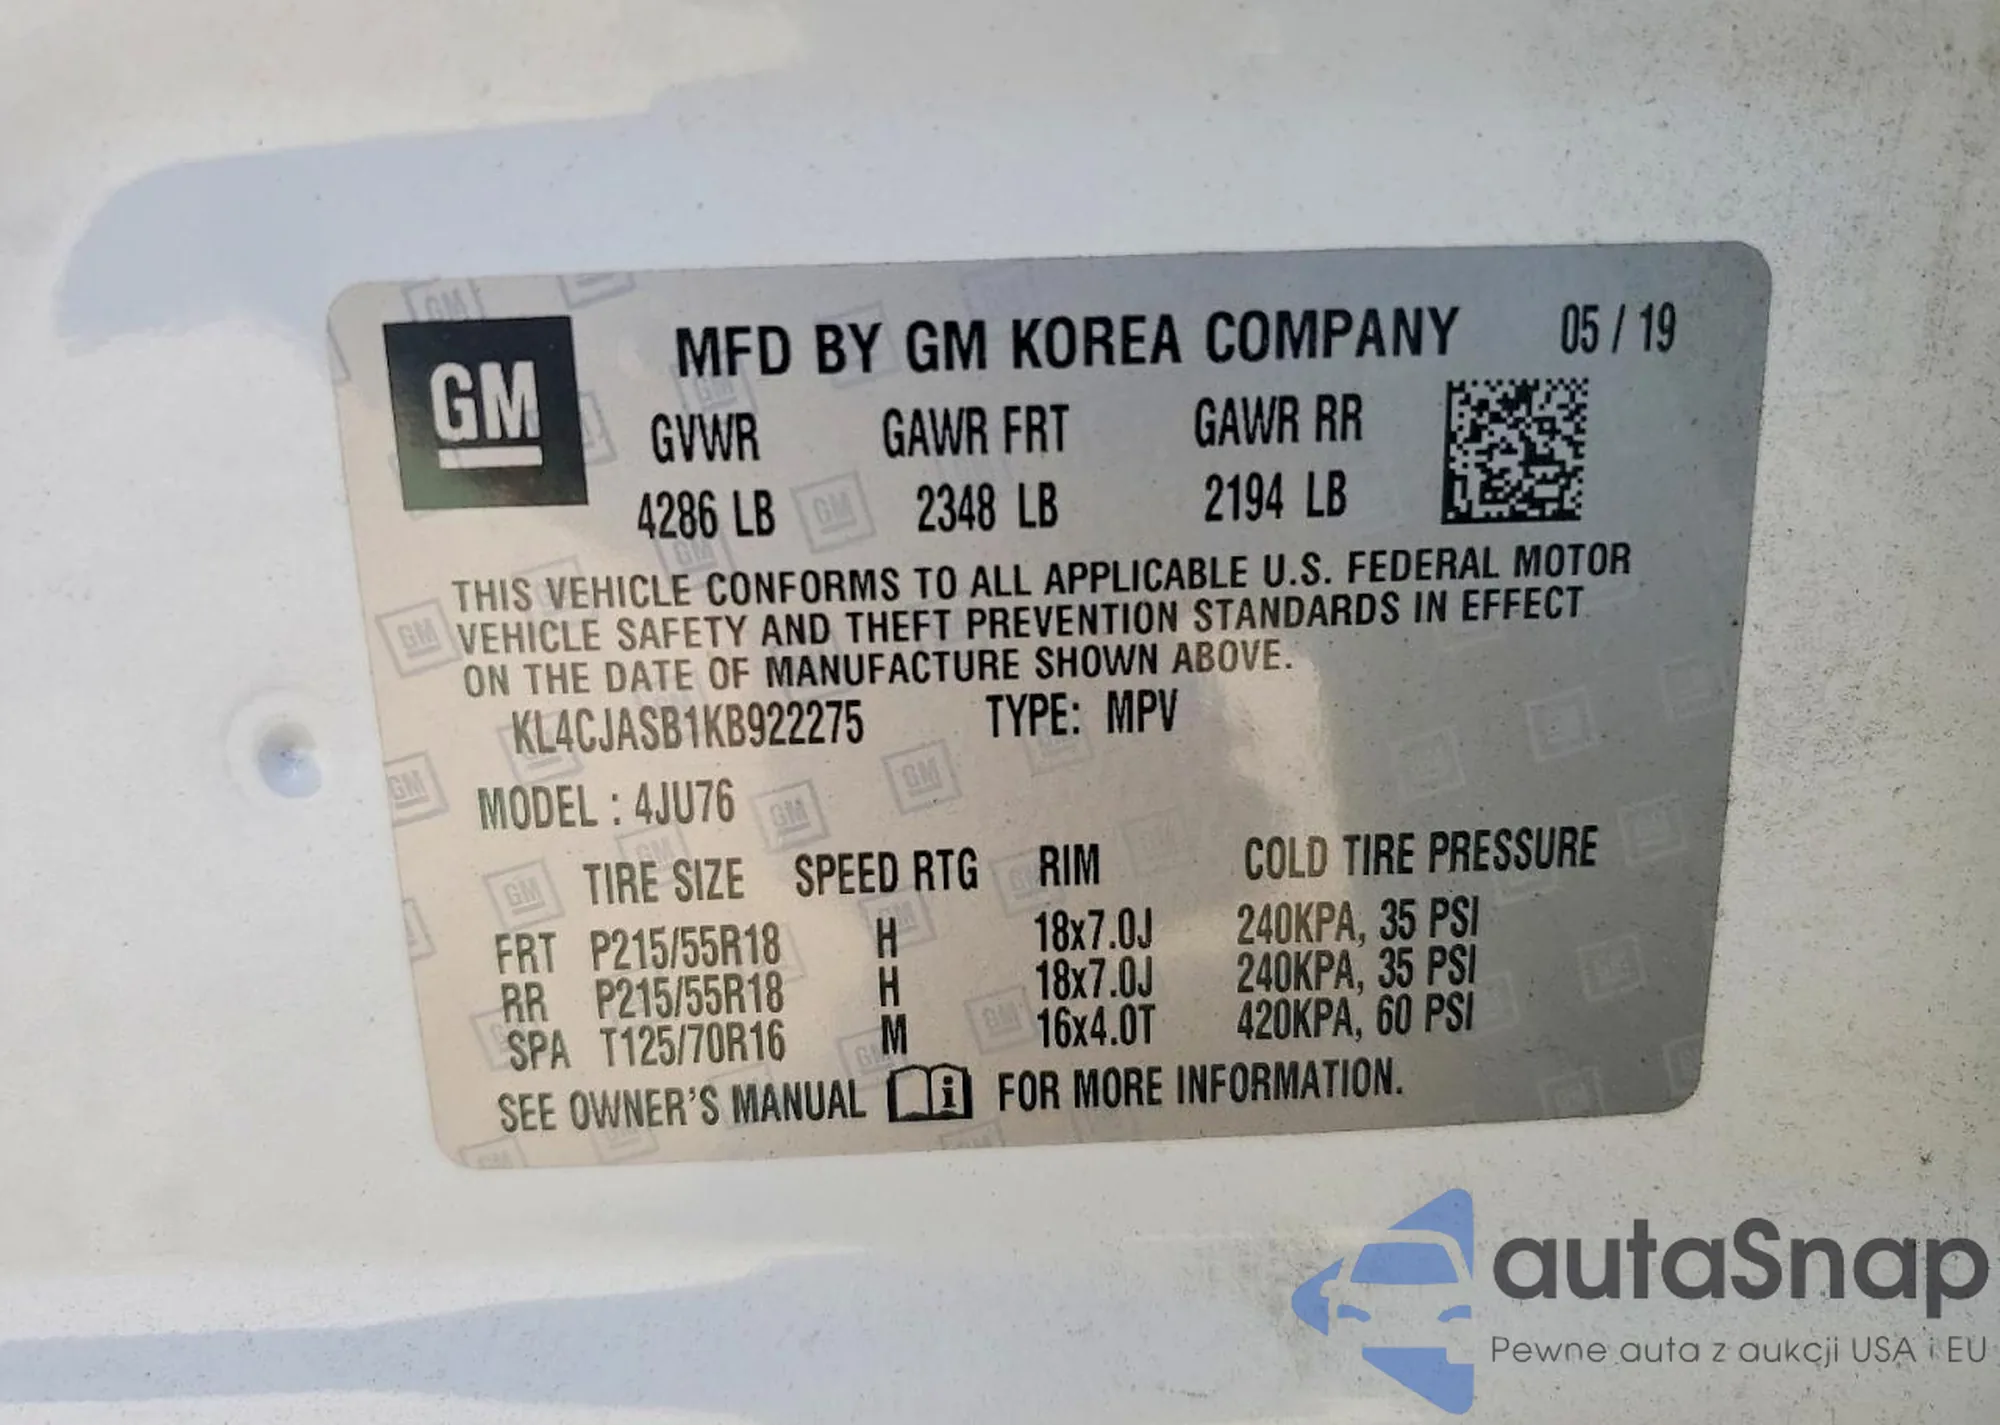 GM
MFD BY GM KOREA COMPANY 05 / 19
GVWR GAWR FRT GAWR RR
4286 LB 2348 LB 2194 LB
THIS VEHICLE CONFORMS TO ALL APPLICABLE U.S. FEDERAL MOTOR
VEHICLE SAFETY AND THEFT PREVENTION STANDARDS IN EFFECT
ON THE DATE OF MANUFACTURE SHOWN ABOVE.
KL4CJASB1KB922275 TYPE: MPV
MODEL : 4JU76
TIRE SIZE SPEED RTG RIM COLD TIRE PRESSURE
FRT P215/55R18 H 18x7.0J 240KPA, 35 PSI
RR P215/55R18 H 18x7.0J 240KPA, 35 PSI
SPA T125/70R16 M 16x4.0T 420KPA, 60 PSI
SEE OWNER'S MANUAL i FOR MORE INFORMATION.
autaSnap
Pewne auta z aukcji USA i EU